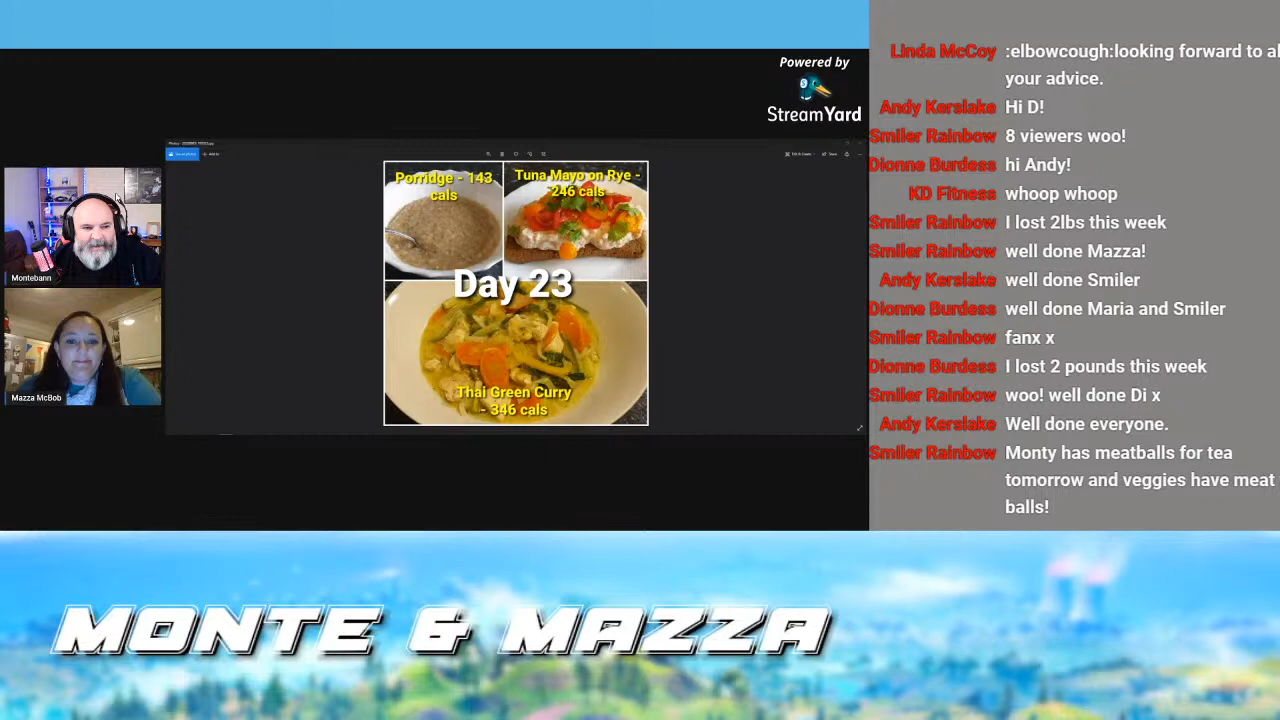 Powered by
StreamYard
Porridge - 143
cals
Tuna Mayo on Rye -
246 cals
Day 23
Thai Green Curry
- 346 cals
Montebann
Mazza McBob
Linda McCoy :elbowcough:looking forward to al
your advice.
Andy Kerslake Hi D!
Smiler Rainbow 8 viewers woo!
Dionne Burdess hi Andy!
KD Fitness whoop whoop
Smiler Rainbow I lost 2lbs this week
Smiler Rainbow well done Mazza!
Andy Kerslake well done Smiler
Dionne Burdess well done Maria and Smiler
Smiler Rainbow fanx x
Dionne Burdess I lost 2 pounds this week
Smiler Rainbow woo! well done Di x
Andy Kerslake Well done everyone.
Smiler Rainbow Monty has meatballs for tea
tomorrow and veggies have meat
balls!
MONTE & MAZZA